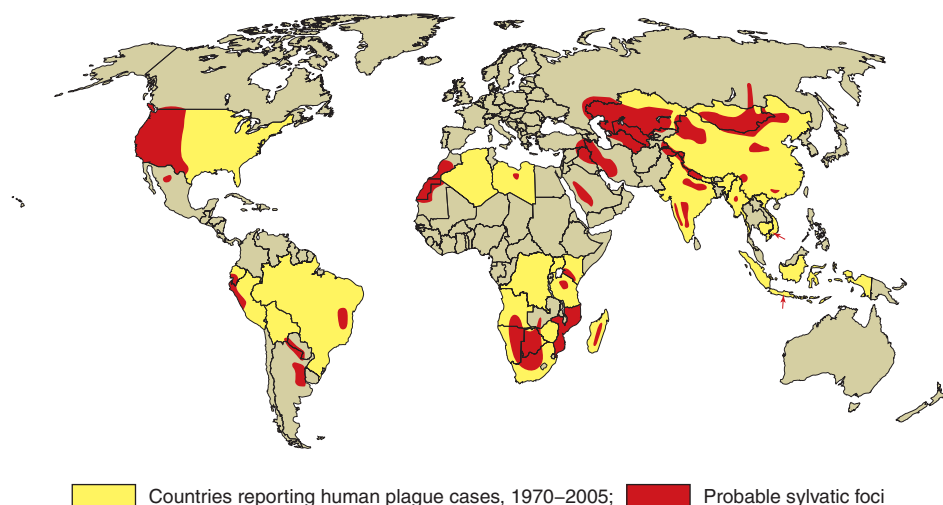 Countries reporting human plague cases, 1970–2005; Probable sylvatic foci